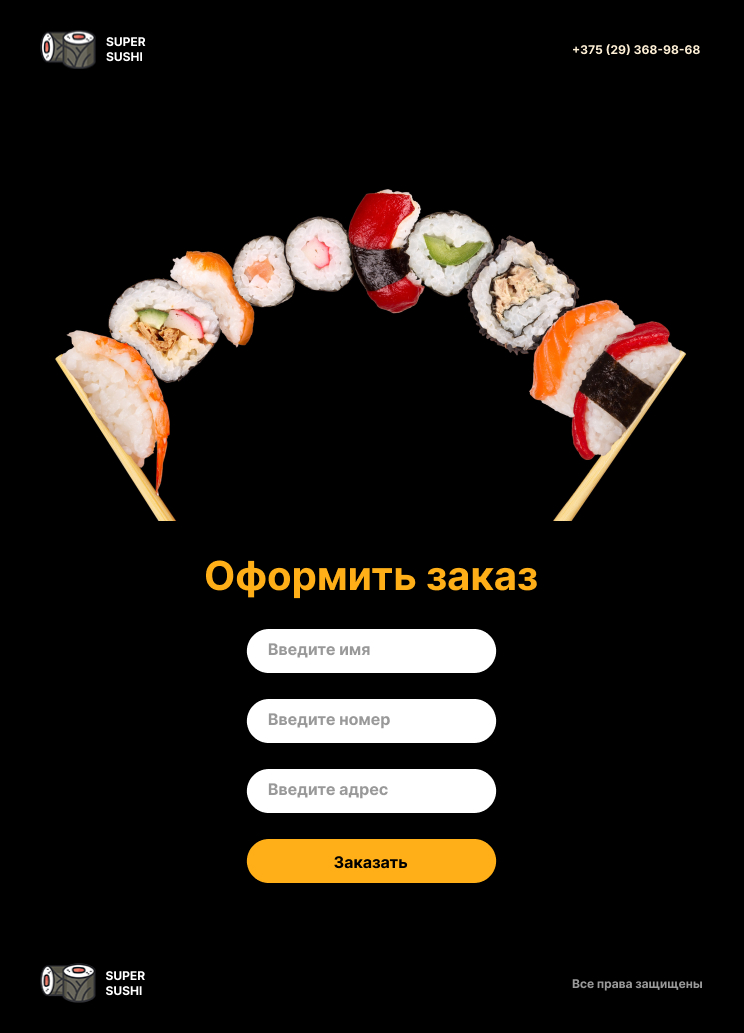 SUPER
SUSHI
+375 (29) 368-98-68
Оформить заказ
Введите имя
Введите номер
Введите адрес
Заказать
SUPER
SUSHI
Все права защищены